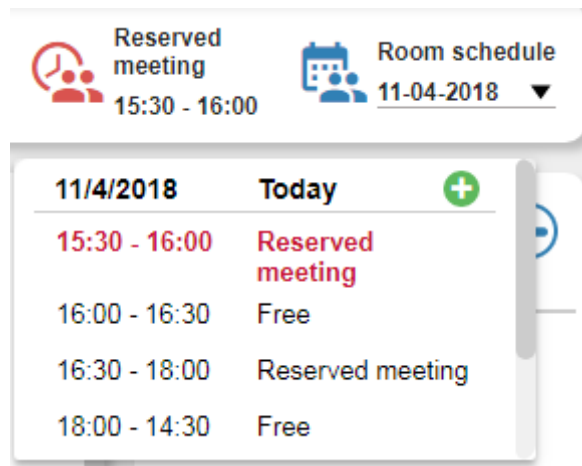 Reserved
meeting
15:30 - 16:00
Room schedule
11-04-2018
11/4/2018 Today
15:30 - 16:00 Reserved
meeting
16:00 - 16:30 Free
16:30 - 18:00 Reserved meeting
18:00 - 14:30 Free